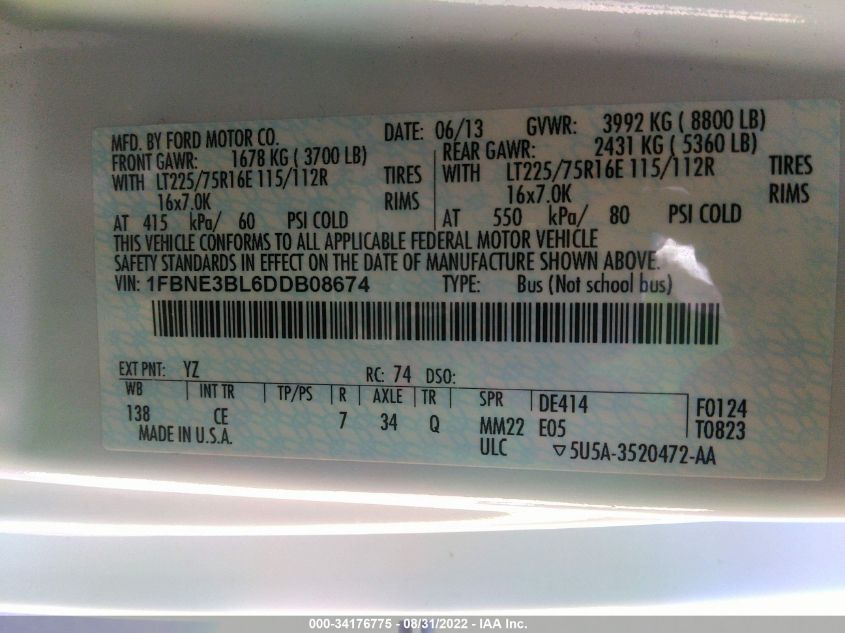 MFD. BY FORD MOTOR CO. DATE: 06/13 GVWR: 3992 KG ( 8800 LB)
FRONT GAWR: 1678 KG ( 3700 LB) REAR GAWR: 2431 KG ( 5360 LB)
WITH LT225/75R16E 115/112R TIRES WITH LT225/75R16E 115/112R TIRES
16x7.0K RIMS 16x7.0K RIMS
AT 415 kPa/ 60 PSI COLD AT 550 kPa/ 80 PSI COLD
THIS VEHICLE CONFORMS TO ALL APPLICABLE FEDERAL MOTOR VEHICLE
SAFETY STANDARDS IN EFFECT ON THE DATE OF MANUFACTURE SHOWN ABOVE.
VIN: 1FBNE3BL6DDB08674 TYPE: Bus (Not school bus)
EXT PNT: YZ RC: 74 DSO:
WB INT TR TP/PS R AXLE TR SPR DE414 F0124
138 CE 7 34 Q MM22 E05 T0823
MADE IN U.S.A. ULC ▽5U5A-3520472-AA
000-34176775 - 08/31/2022 - IAA Inc.